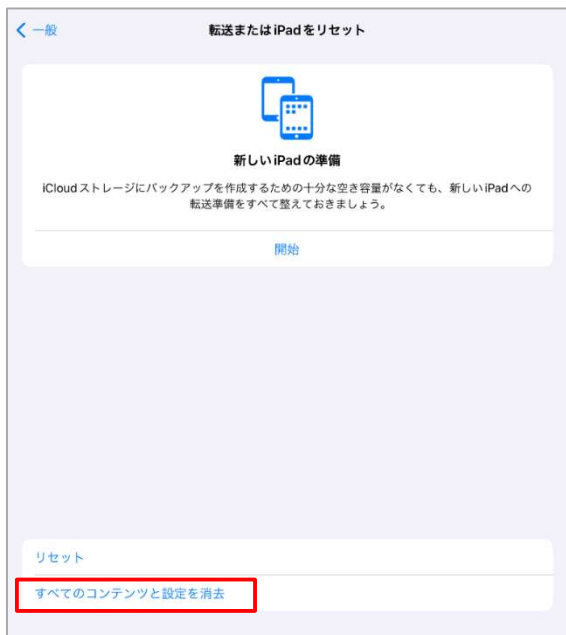 一般
転送またはiPadをリセット
新しいiPadの準備
iCloudストレージにバックアップを作成するための十分な空き容量がなくても、新しいiPadへの
転送準備をすべて整えておきましょう。
開始
リセット
すべてのコンテンツと設定を消去